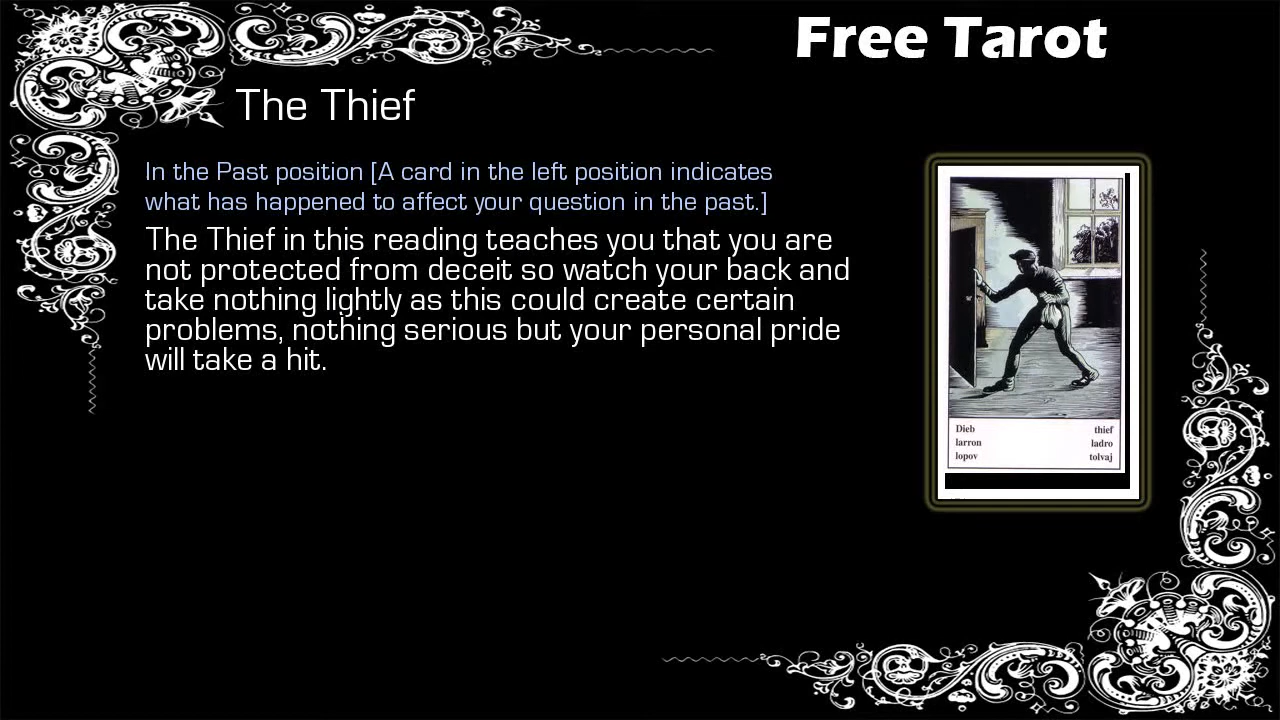 Free Tarot
The Thief
In the Past position [A card in the left position indicates
what has happened to affect your question in the past.]
The Thief in this reading teaches you that you are
not protected from deceit so watch your back and
take nothing lightly as this could create certain
problems, nothing serious but your personal pride
will take a hit.
Dieb thief
larron ladro
lopov tolvaj